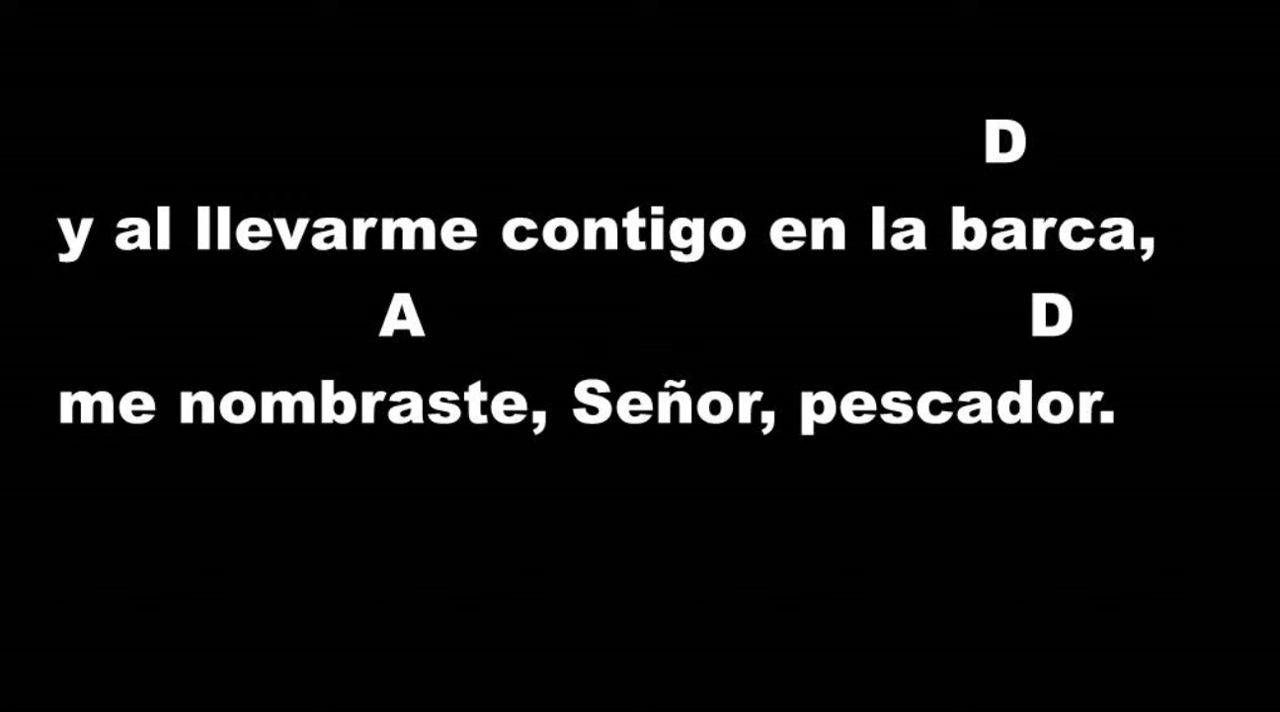 D
y al llevarme contigo en la barca,
A D
me nombraste, Señor, pescador.